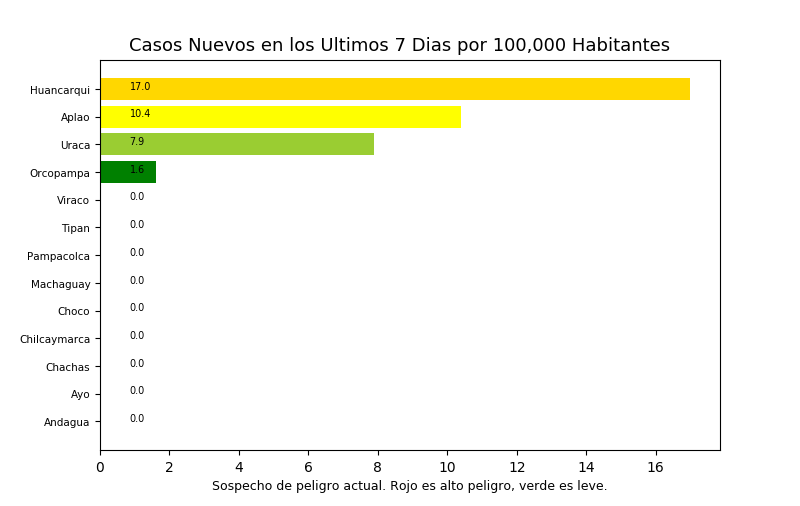 Casos Nuevos en los Ultimos 7 Dias por 100,000 Habitantes
Huancarqui 17.0
Aplao 10.4
Uraca 7.9
Orcopampa 1.6
Viraco 0.0
Tipan 0.0
Pampacolca 0.0
Machaguay 0.0
Choco 0.0
Chilcaymarca 0.0
Chachas 0.0
Ayo 0.0
Andagua 0.0
0 2 4 6 8 10 12 14 16
Sospecho de peligro actual. Rojo es alto peligro, verde es leve.